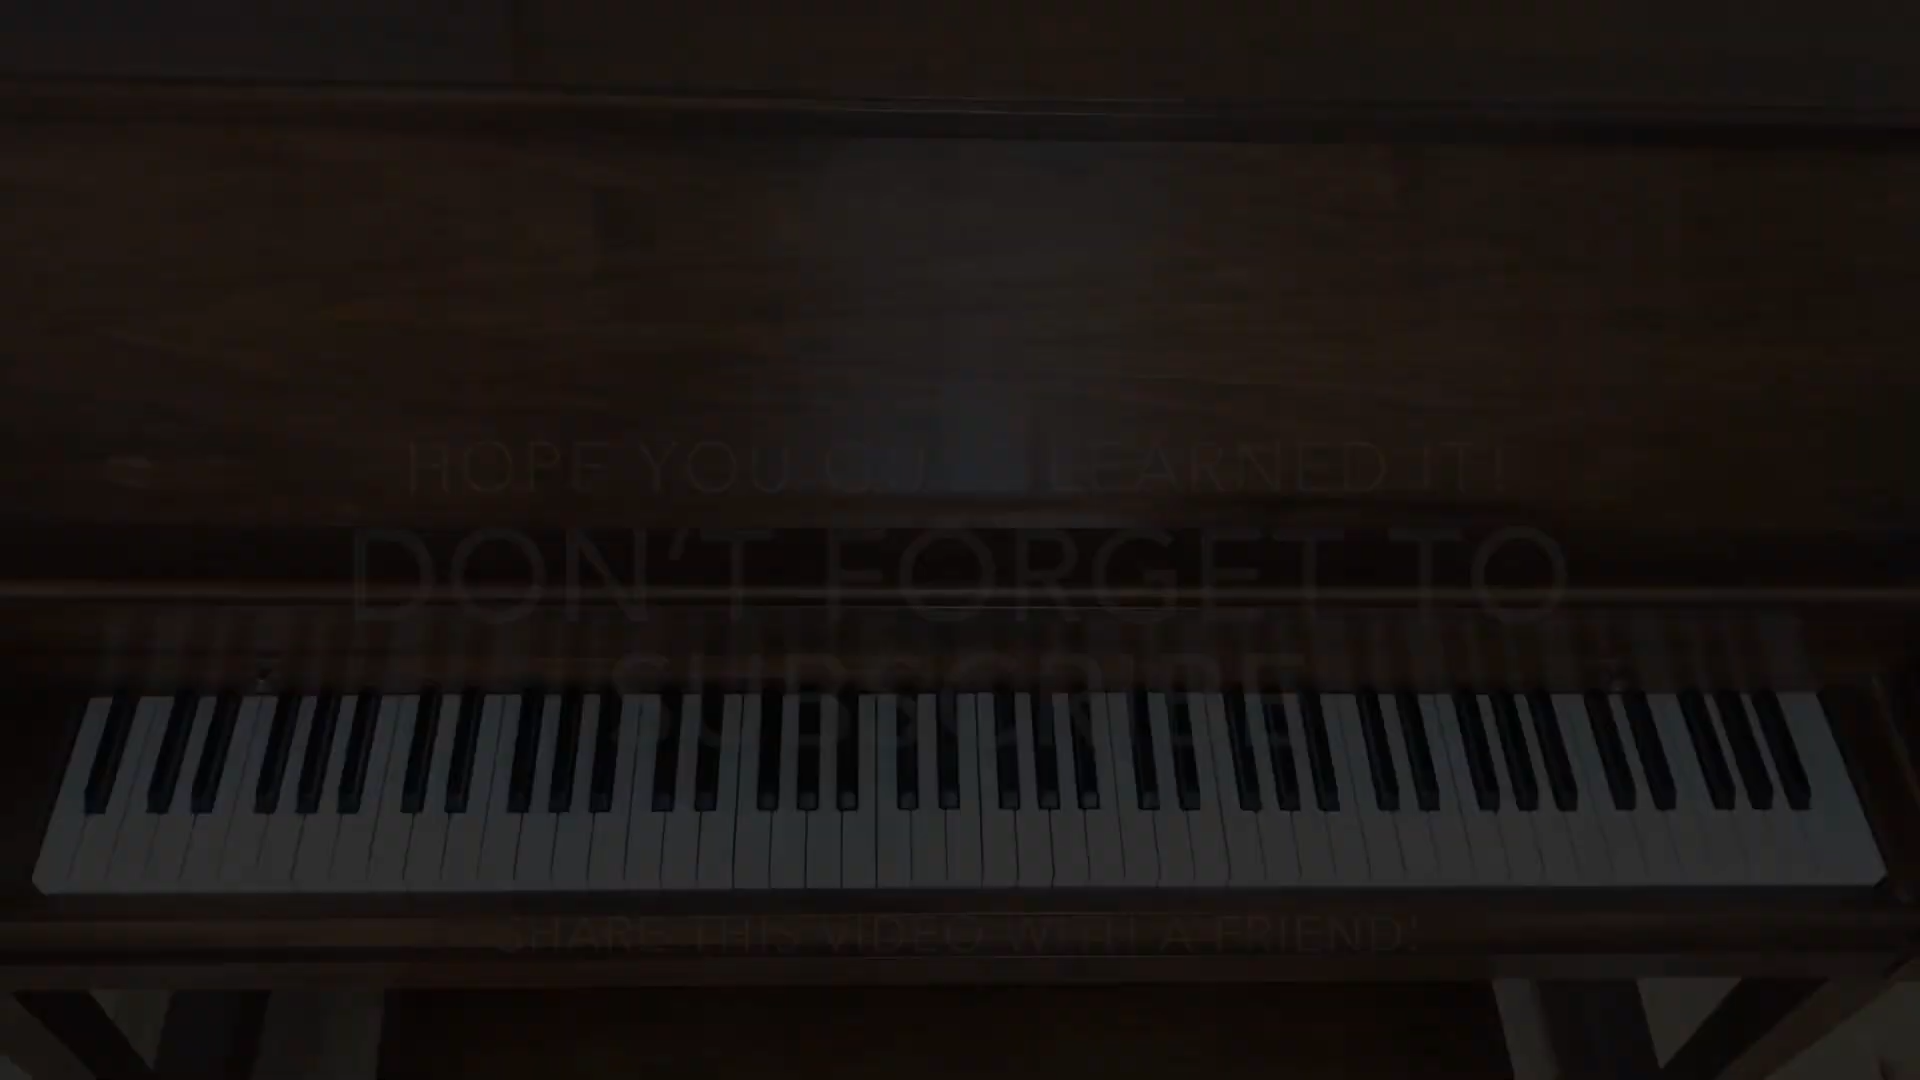 HOPE YOU LEARNED IT!
DON'T FORGET TO
SUBSCRIBE
SHARE THIS VIDEO WITH A FRIEND!